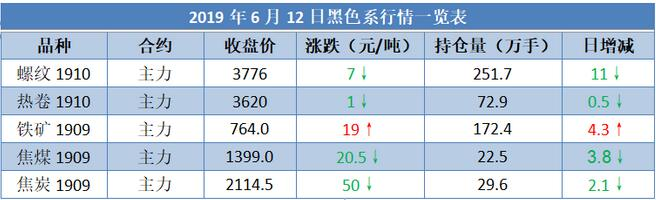 2019 年 6 月 12 日黑色系行情一览表
品种 合约 收盘价 涨跌（元/吨） 持仓量（万手） 日增减
螺纹 1910 主力 3776 7↓ 251.7 11↓
热卷 1910 主力 3620 1↓ 72.9 0.5↓
铁矿 1909 主力 764.0 19↑ 172.4 4.3↑
焦煤 1909 主力 1399.0 20.5↓ 22.5 3.8↓
焦炭 1909 主力 2114.5 50↓ 29.6 2.1↓